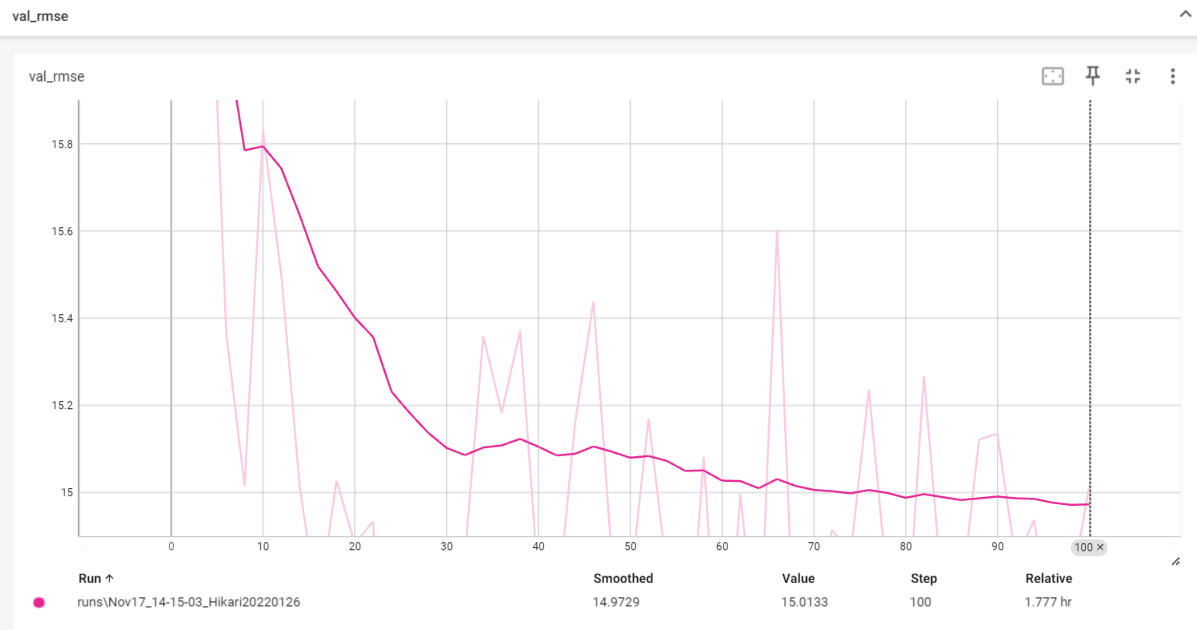 val_rmse
val_rmse
15.8
15.6
15.4
15.2
15
0 10 20 30 40 50 60 70 80 90 100 ×
Run ↑ Smoothed Value Step Relative
runs\Nov17_14-15-03_Hikari20220126 14.9729 15.0133 100 1.777 hr